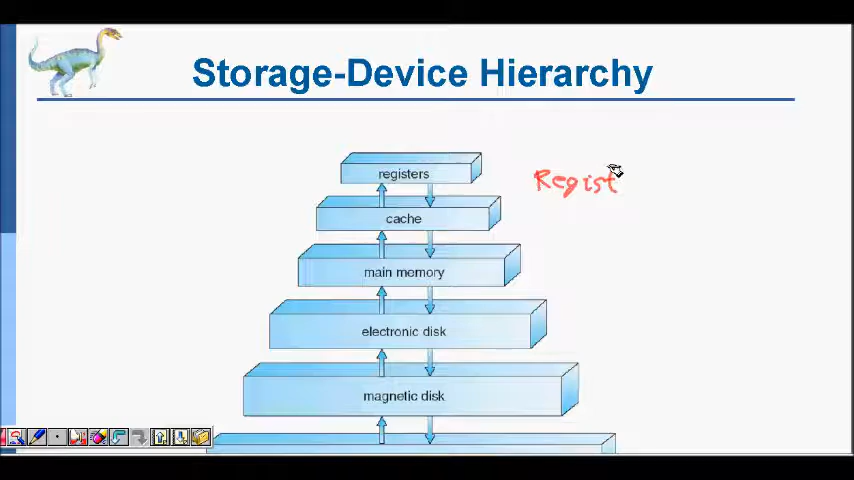 Storage-Device Hierarchy
registers
Regist
cache
main memory
electronic disk
magnetic disk